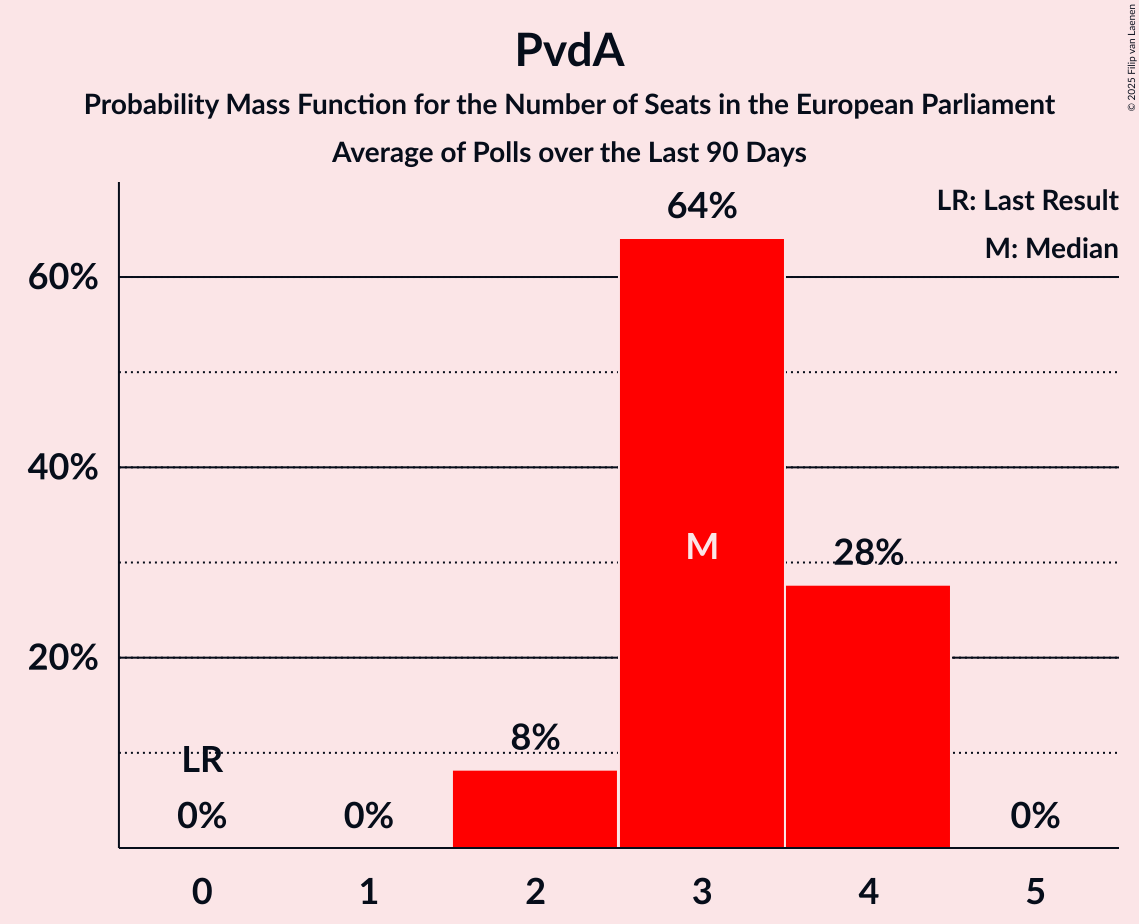 PvdA
Probability Mass Function for the Number of Seats in the European Parliament
Average of Polls over the Last 90 Days
© 2025 Filip van Laenen
LR: Last Result
M: Median
64%
60%
40%
M
28%
20%
8%
LR
0%
0%
0%
0
1
2
3
4
5